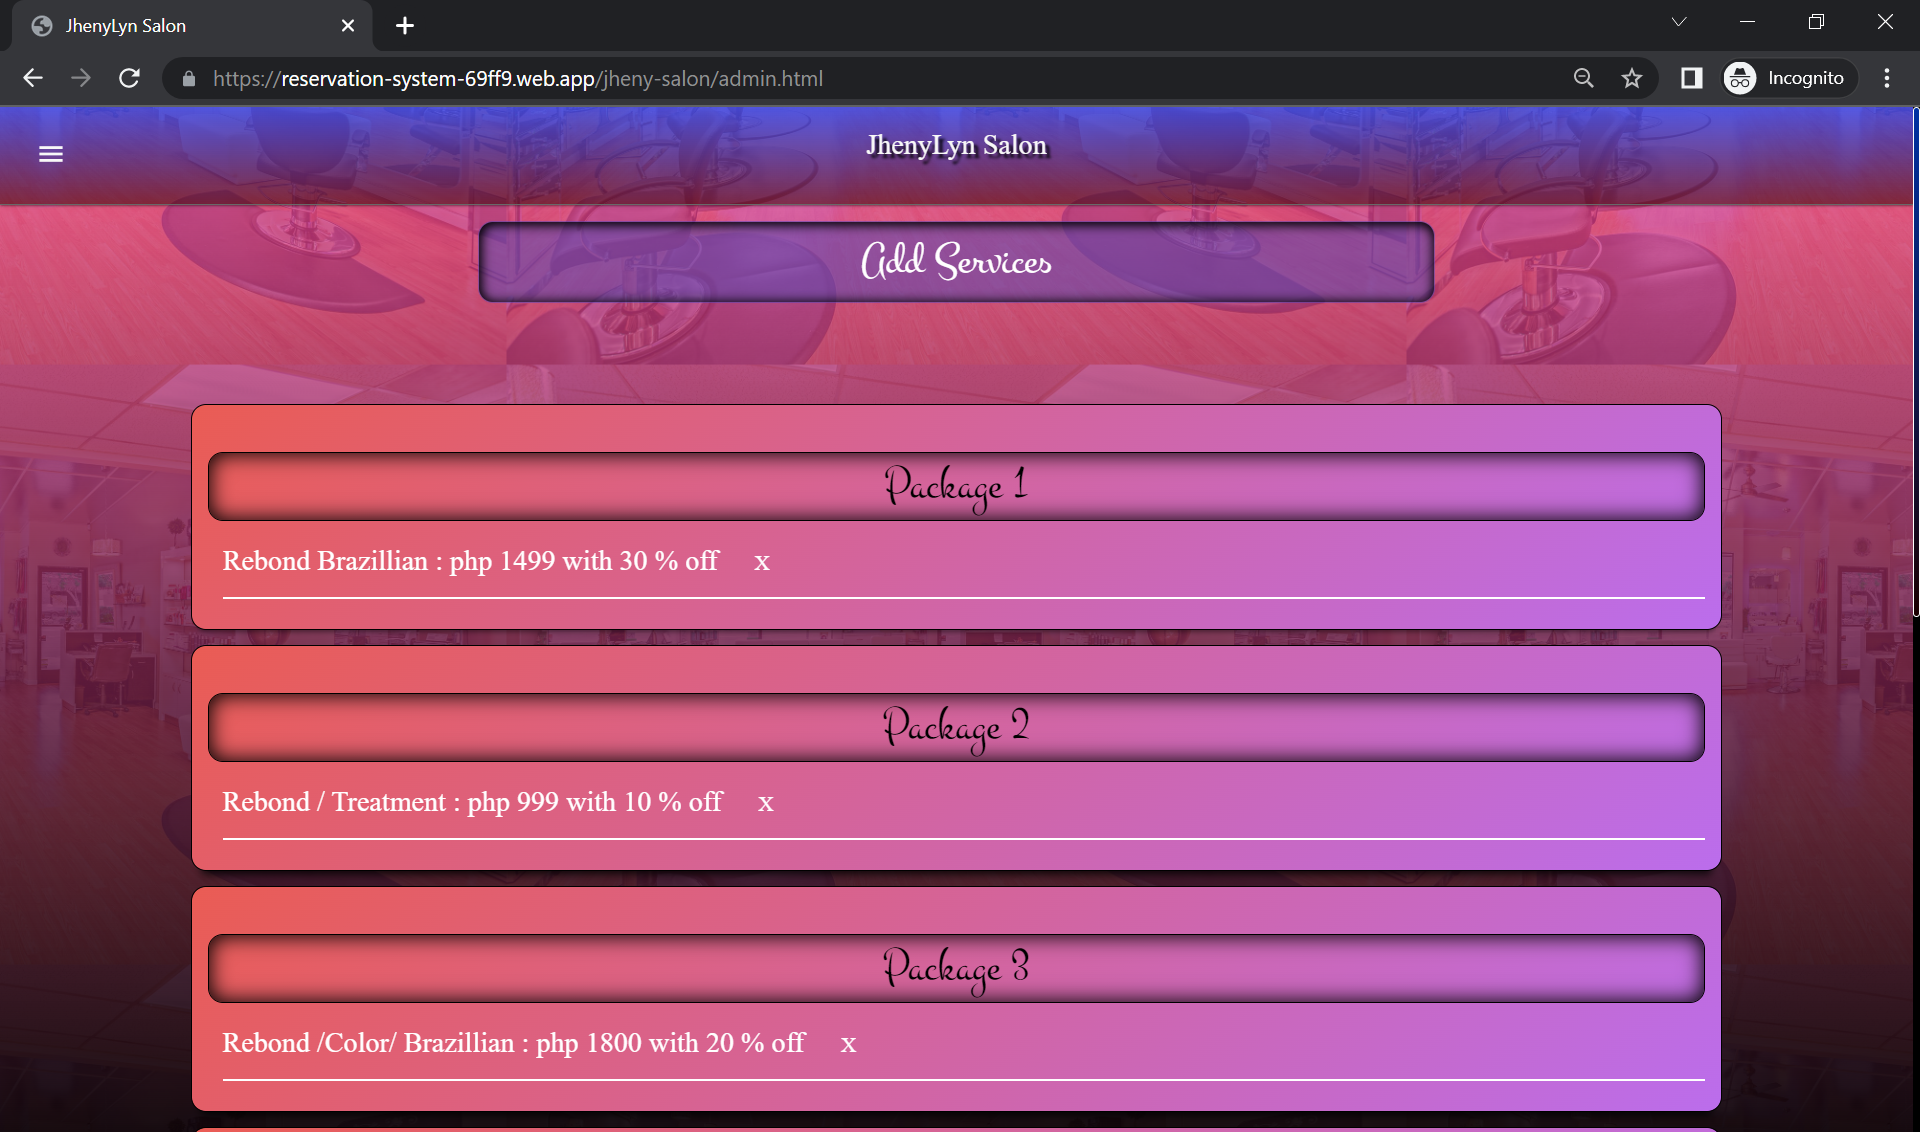 JhenyLyn Salon
https://reservation-system-69ff9.web.app/jheny-salon/admin.html
Incognito
JhenyLyn Salon
Add Services
Package 1
Rebond Brazillian : php 1499 with 30 % off x
Package 2
Rebond / Treatment : php 999 with 10 % off x
Package 3
Rebond /Color/ Brazillian : php 1800 with 20 % off x